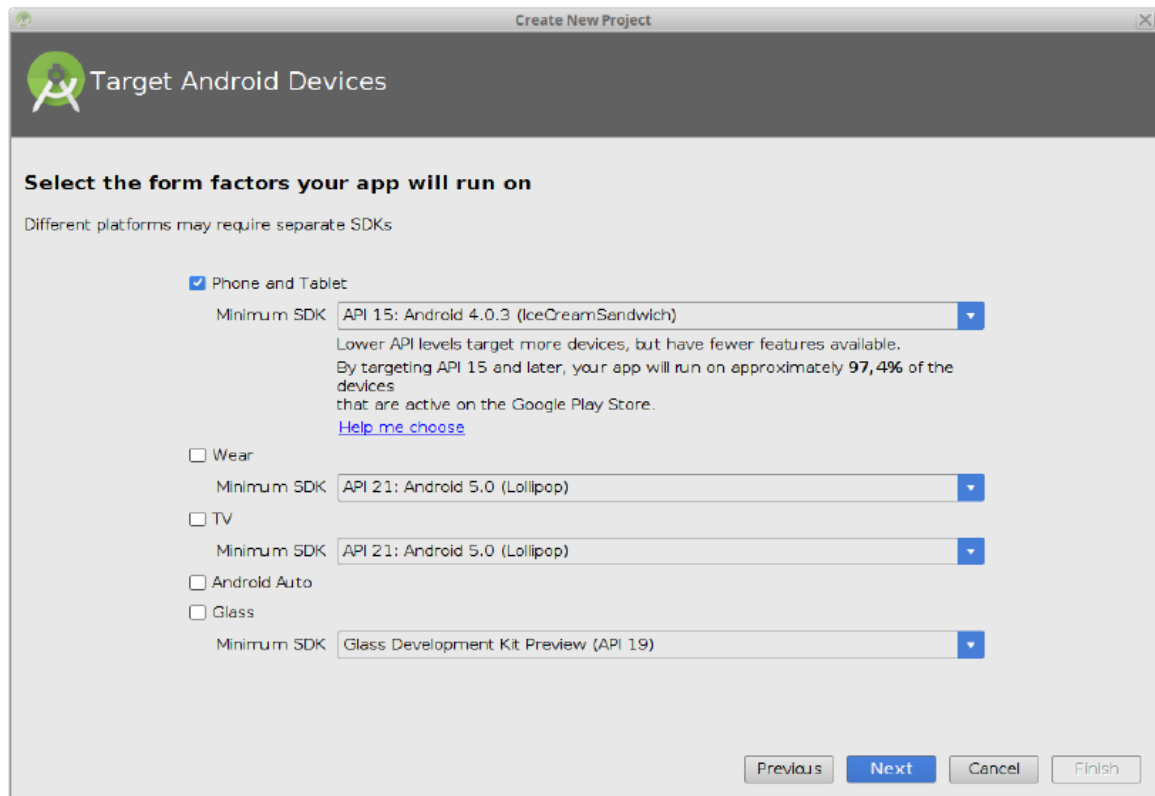 Create New Project
Target Android Devices
Select the form factors your app will run on
Different platforms may require separate SDKs
Phone and Tablet
Minimum SDK API 15: Android 4.0.3 (IceCreamSandwich)
Lower API levels target more devices, but have fewer features available.
By targeting API 15 and later, your app will run on approximately 97,4% of the
devices
that are active on the Google Play Store.
Help me choose
Wear
Minimum SDK API 21: Android 5.0 (Lollipop)
TV
Minimum SDK API 21: Android 5.0 (Lollipop)
Android Auto
Glass
Minimum SDK Glass Development Kit Preview (API 19)
Previous Next Cancel Finish